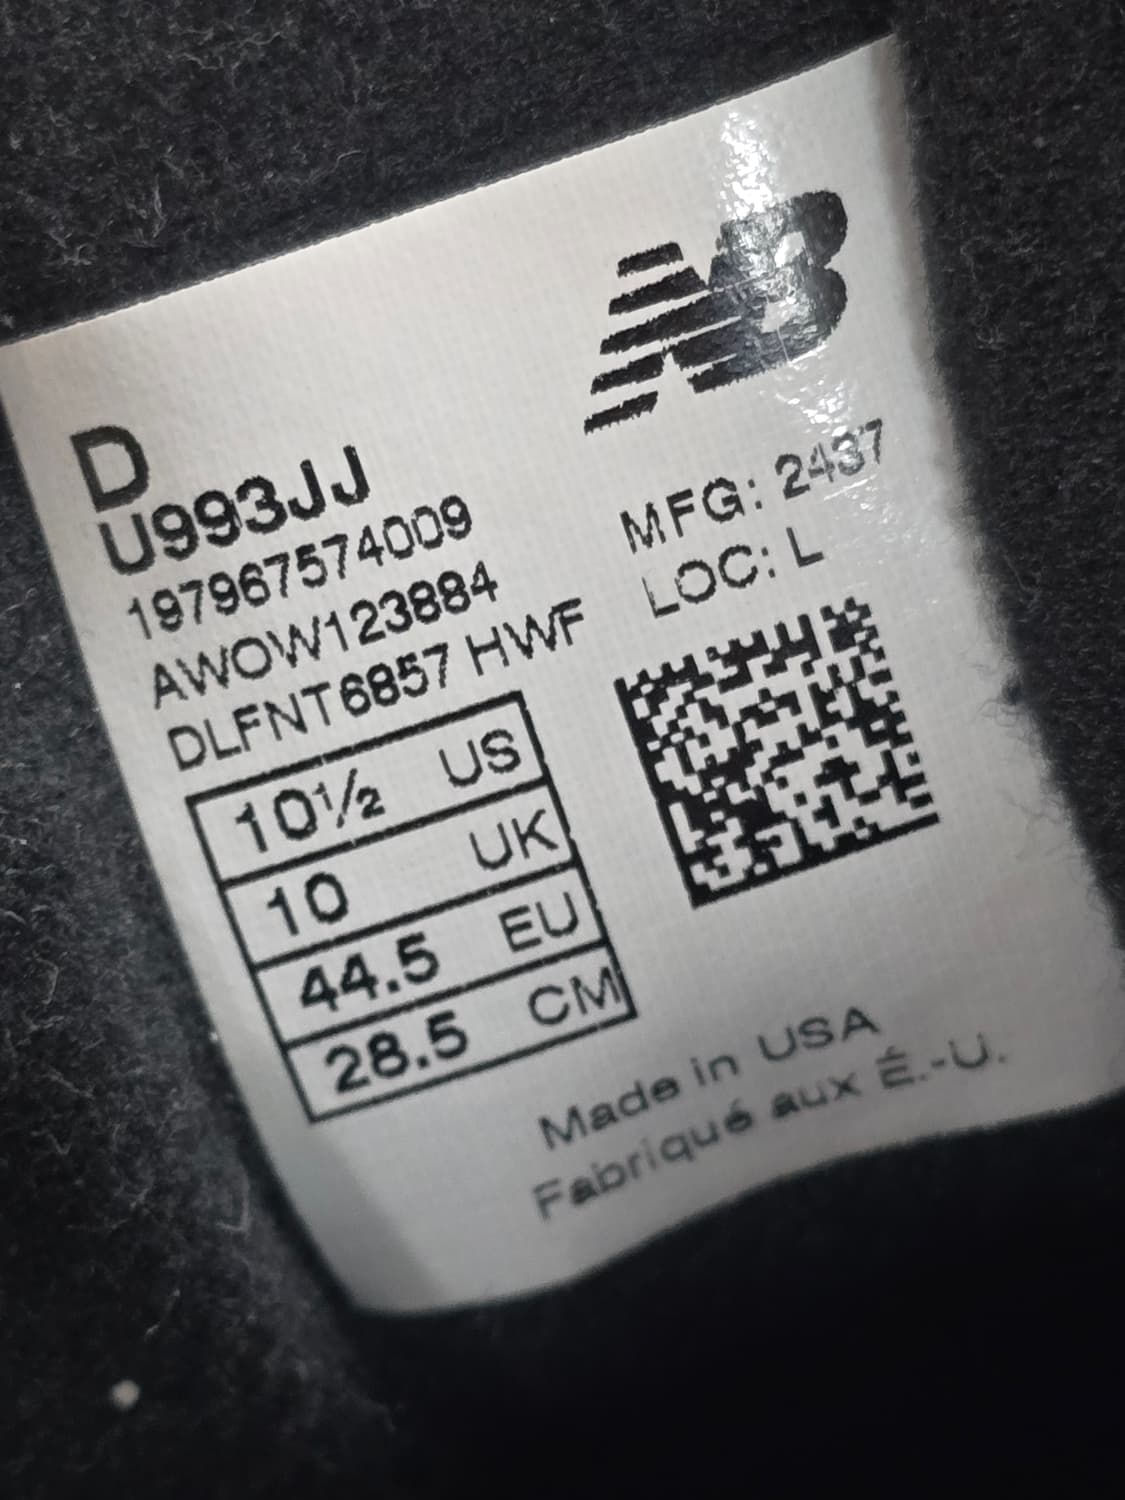 NB
D
U993JJ
197967574009
AWOW123884
DLFNT6857 HWF
MFG: 2437
LOC: L
10½ US
10 UK
44.5 EU
28.5 CM
Made in USA
Fabriqué aux É.-U.